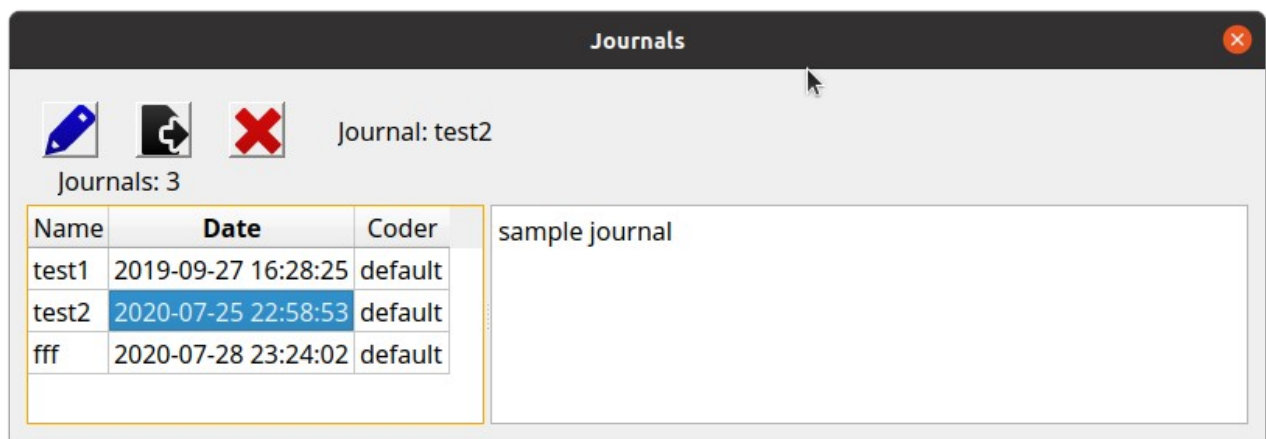 Journals
Journal: test2
Journals: 3
Name Date Coder
test1 2019-09-27 16:28:25 default
test2 2020-07-25 22:58:53 default
fff 2020-07-28 23:24:02 default
sample journal